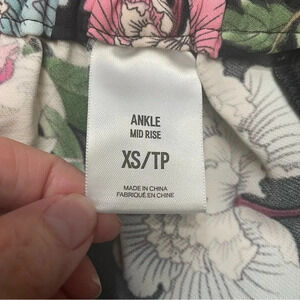 ANKLE
MID RISE
XS/TP
MADE IN CHINA
FABRIQUÉ EN CHINE